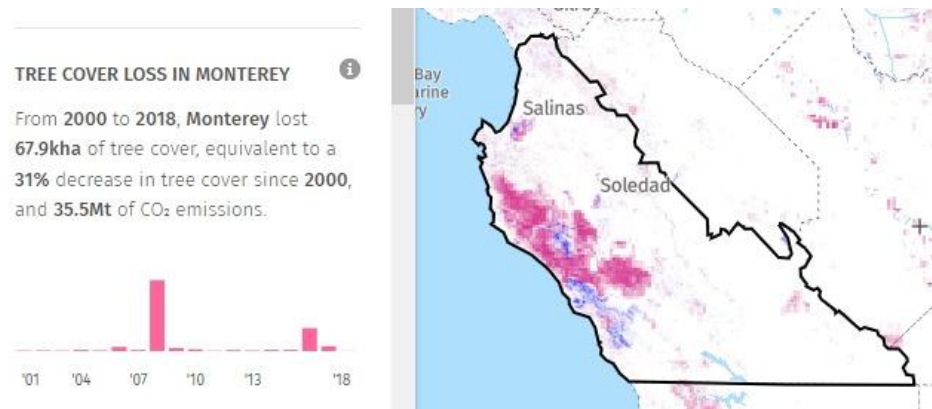 TREE COVER LOSS IN MONTEREY
From 2000 to 2018, Monterey lost
67.9kha of tree cover, equivalent to a
31% decrease in tree cover since 2000,
and 35.5Mt of CO₂ emissions.
'01 '04 '07 '10 '13 '18
Bay
Salinas
Soledad